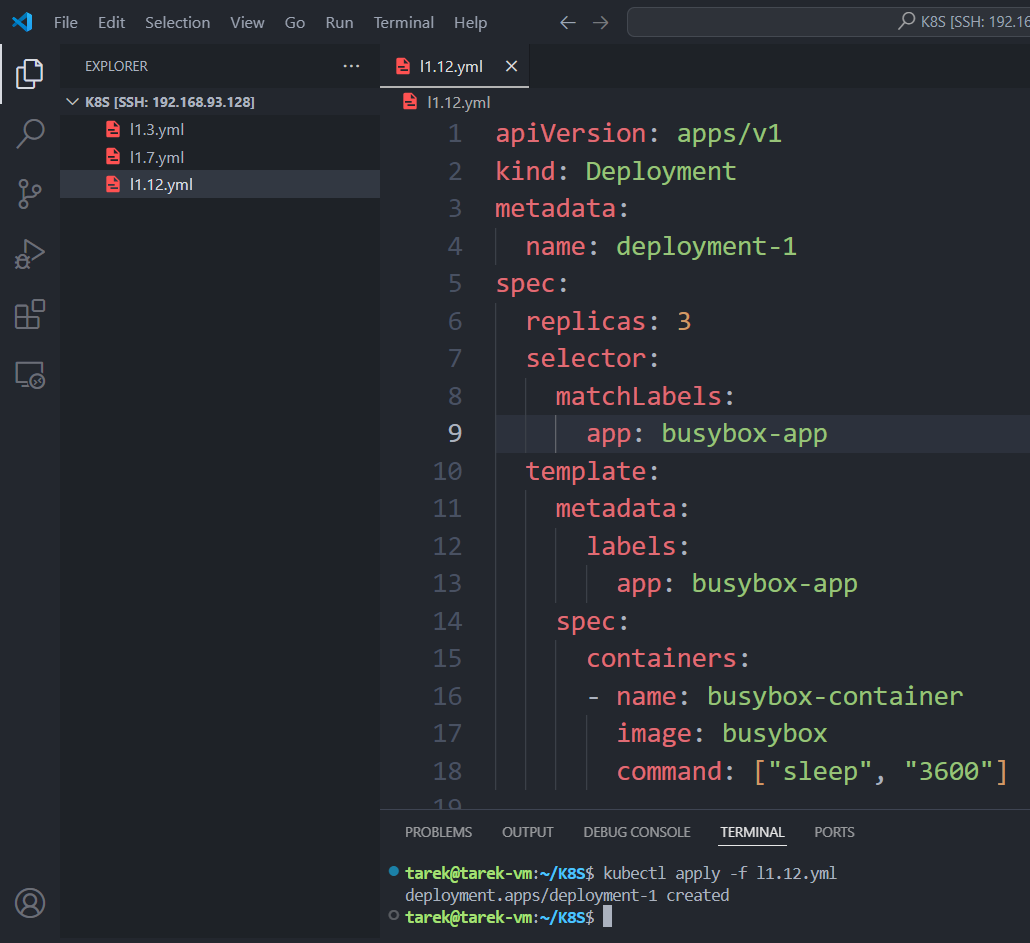 File Edit Selection View Go Run Terminal Help
K8S [SSH: 192.16
EXPLORER
K8S [SSH: 192.168.93.128]
l1.3.yml
l1.7.yml
l1.12.yml
l1.12.yml
l1.12.yml
1 apiVersion: apps/v1
2 kind: Deployment
3 metadata:
4 name: deployment-1
5 spec:
6 replicas: 3
7 selector:
8 matchLabels:
9 app: busybox-app
10 template:
11 metadata:
12 labels:
13 app: busybox-app
14 spec:
15 containers:
16 - name: busybox-container
17 image: busybox
18 command: ["sleep", "3600"]
19
PROBLEMS OUTPUT DEBUG CONSOLE TERMINAL PORTS
tarek@tarek-vm:~/K8S$ kubectl apply -f l1.12.yml
deployment.apps/deployment-1 created
tarek@tarek-vm:~/K8S$